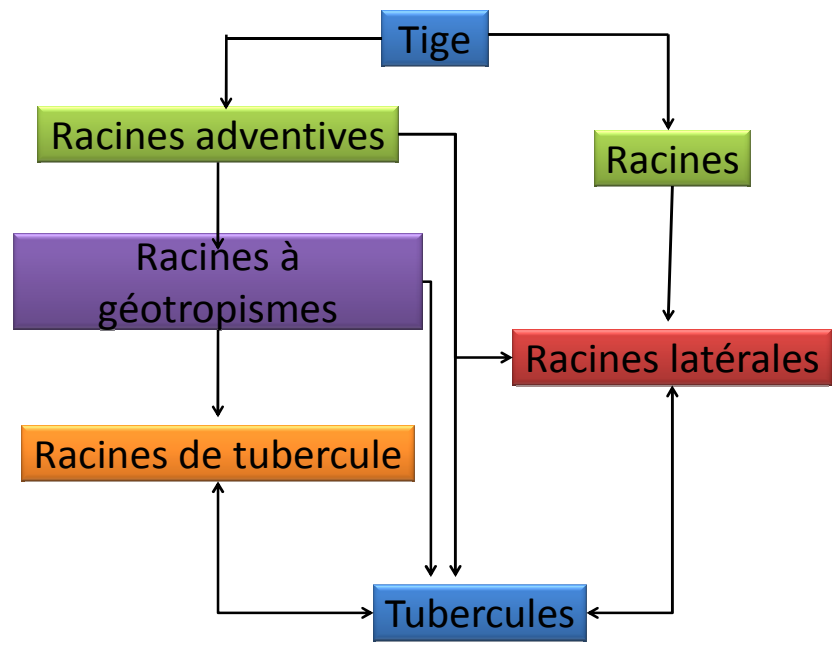 Tige
Racines adventives
Racines
Racines à
géotropismes
Racines latérales
Racines de tubercule
Tubercules